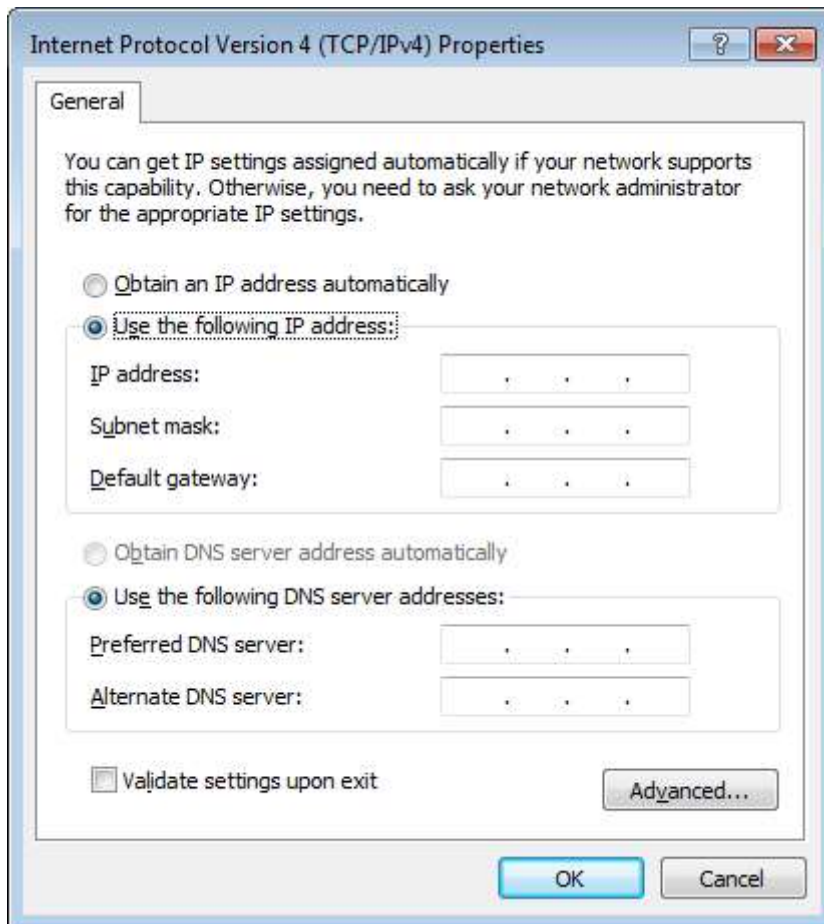 Internet Protocol Version 4 (TCP/IPv4) Properties
General
You can get IP settings assigned automatically if your network supports
this capability. Otherwise, you need to ask your network administrator
for the appropriate IP settings.
Obtain an IP address automatically
Use the following IP address:
IP address: . . .
Subnet mask: . . .
Default gateway: . . .
Obtain DNS server address automatically
Use the following DNS server addresses:
Preferred DNS server: . . .
Alternate DNS server: . . .
Validate settings upon exit
Advanced...
OK Cancel